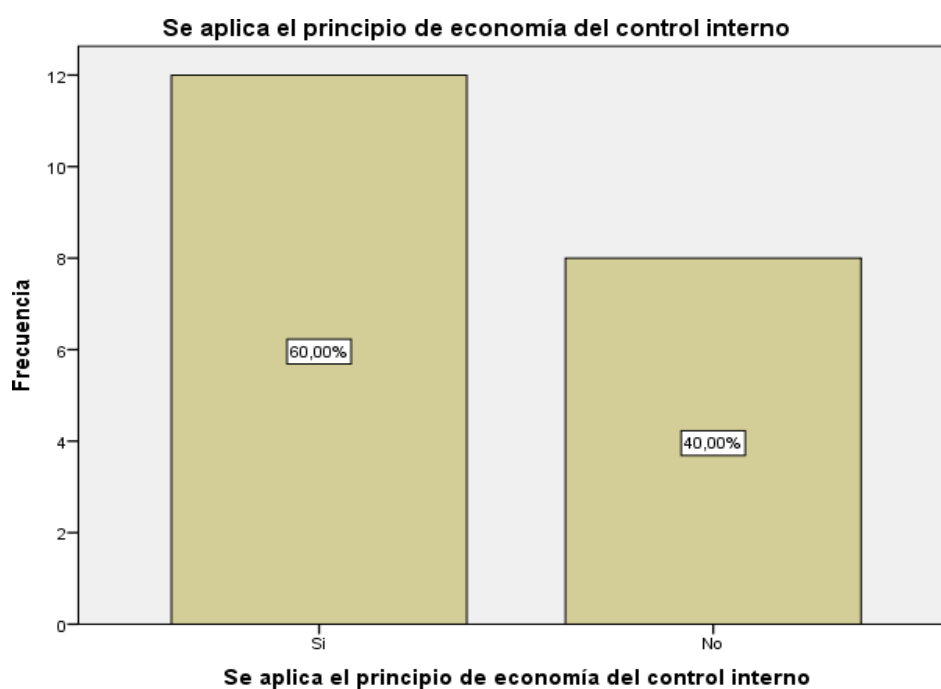 Se aplica el principio de economía del control interno
Frecuencia
12
10
8
6
4
2
0
60,00%
40,00%
Si
No
Se aplica el principio de economía del control interno